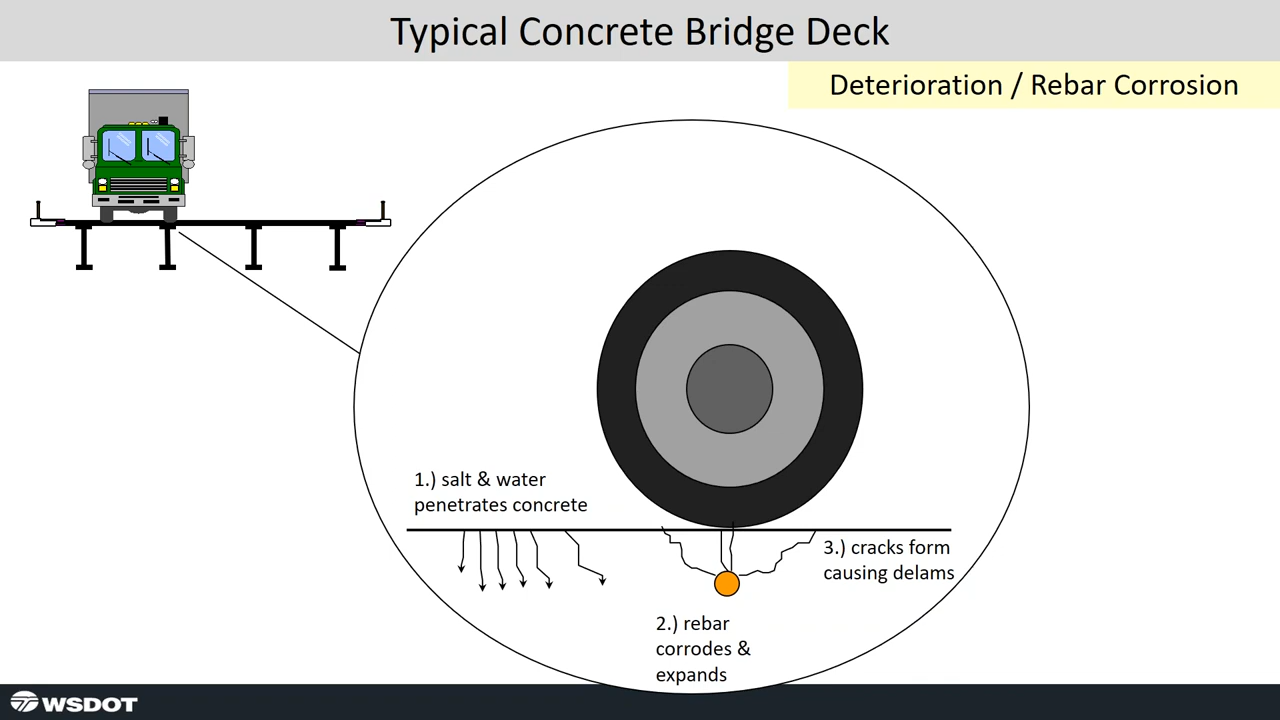 Typical Concrete Bridge Deck
Deterioration / Rebar Corrosion
1.) salt & water
penetrates concrete
3.) cracks form
causing delams
2.) rebar
corrodes &
expands
WSDOT